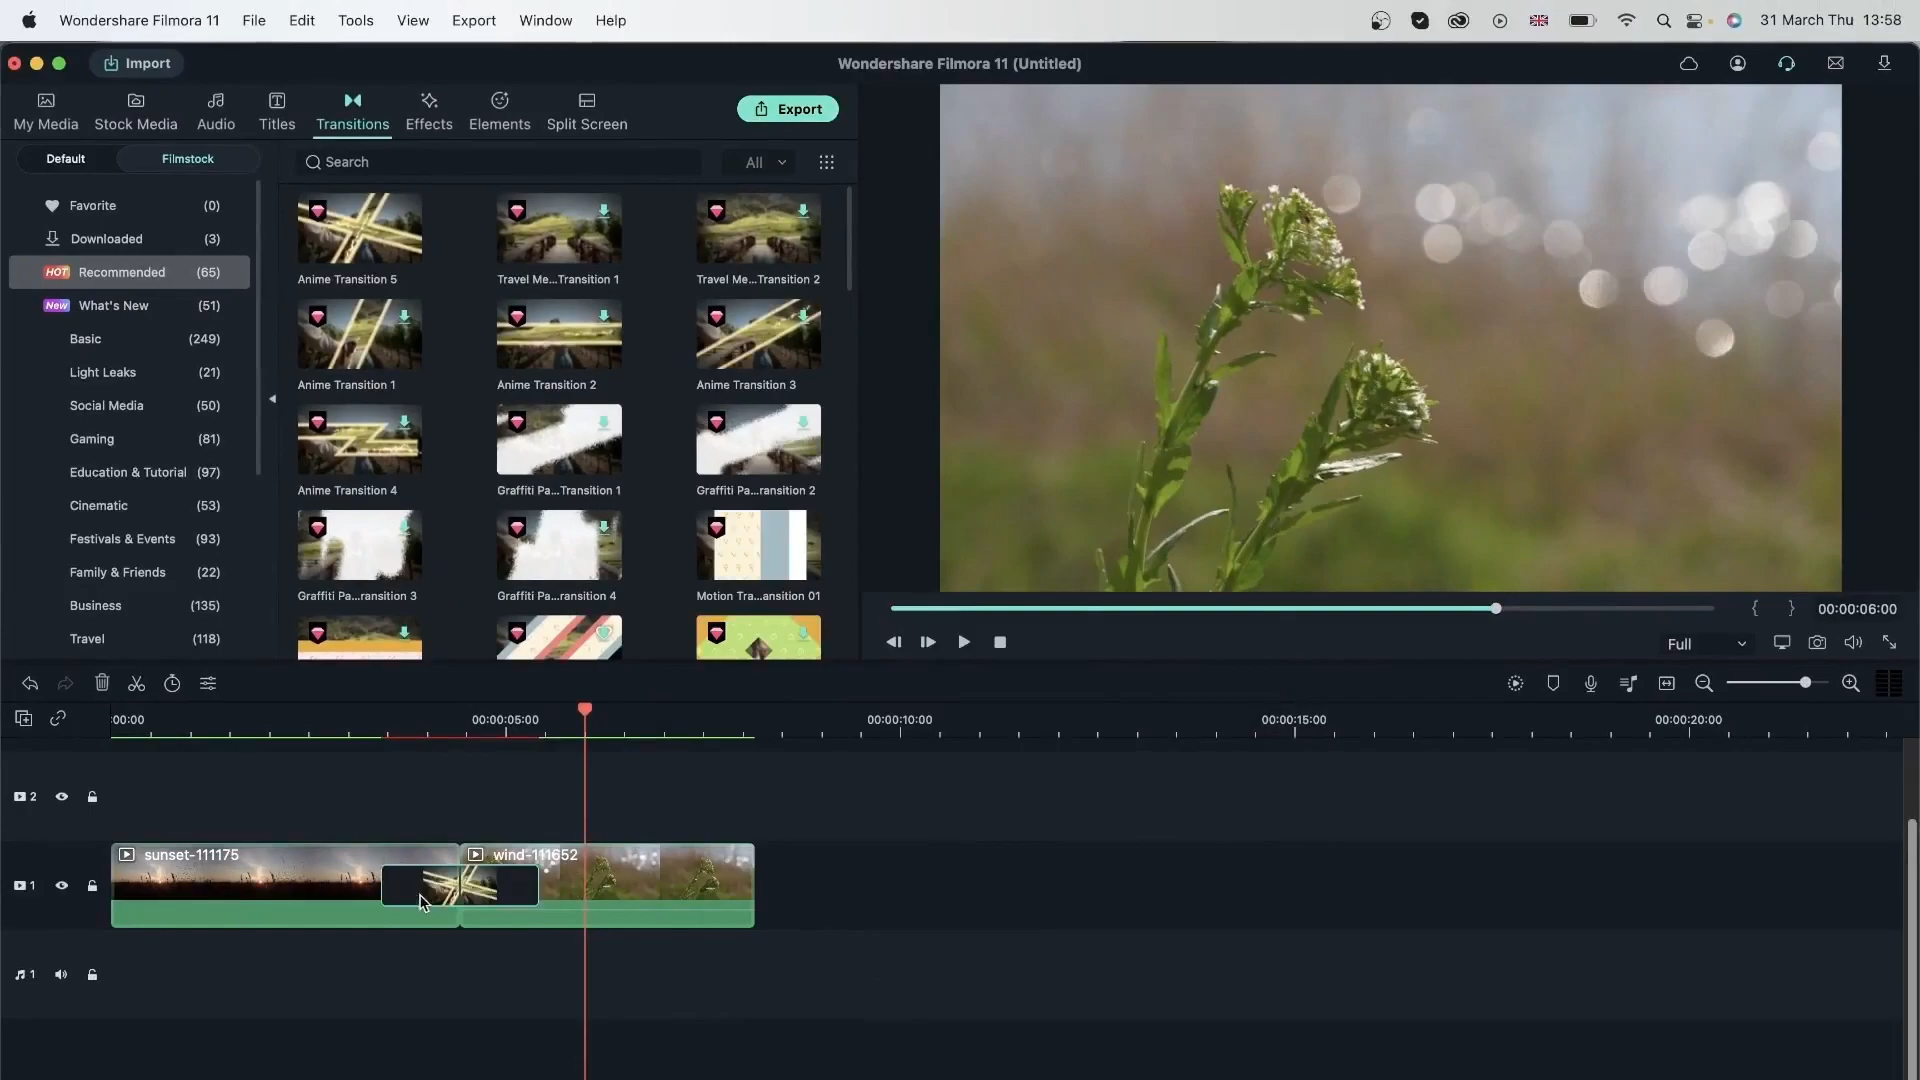 Wondershare Filmora 11 File Edit Tools View Export Window Help 31 March Thu 13:58
Import Wondershare Filmora 11 (Untitled)
My Media Stock Media Audio Titles Transitions Effects Elements Split Screen Export
Default Filmstock Search All
Favorite (0)
Downloaded (3)
HOT Recommended (65)
New What's New (51)
Basic (249)
Light Leaks (21)
Social Media (50)
Gaming (81)
Education & Tutorial (97)
Cinematic (53)
Festivals & Events (93)
Family & Friends (22)
Business (135)
Travel (118)
Anime Transition 5 Travel Me...Transition 1 Travel Me...Transition 2
Anime Transition 1 Anime Transition 2 Anime Transition 3
Anime Transition 4 Graffiti Pa...Transition 1 Graffiti Pa...ransition 2
Graffiti Pa...ransition 3 Graffiti Pa...ransition 4 Motion Tra...ansition 01
{ } 00:00:06:00
Full
:00:00 00:00:05:00 00:00:10:00 00:00:15:00 00:00:20:00
2
sunset-111175 wind-111652
1
1